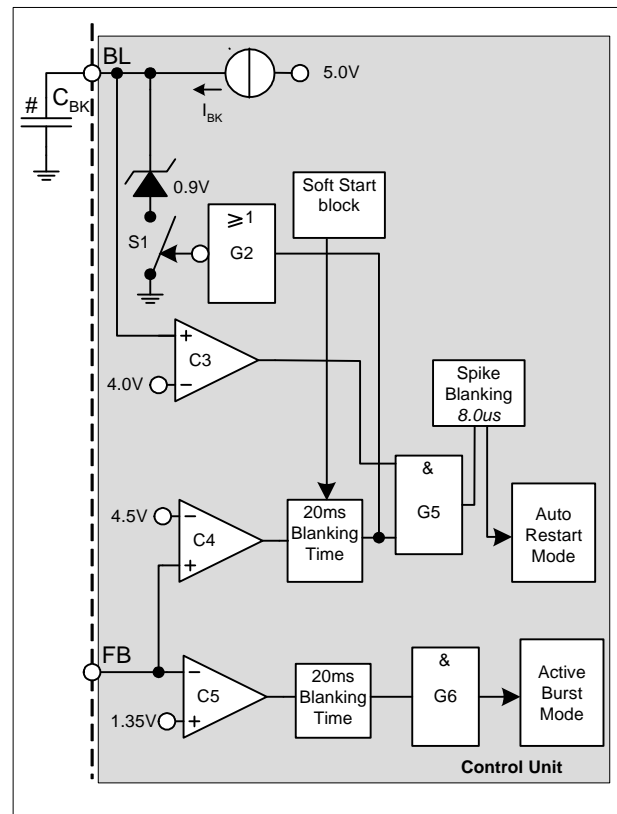 BL
5.0V
# C_BK
I_BK
0.9V
Soft Start
block
S1
≥1
G2
C3
4.0V
Spike
Blanking
8.0us
&
G5
4.5V
C4
20ms
Blanking
Time
Auto
Restart
Mode
FB
C5
1.35V
20ms
Blanking
Time
&
G6
Active
Burst
Mode
Control Unit